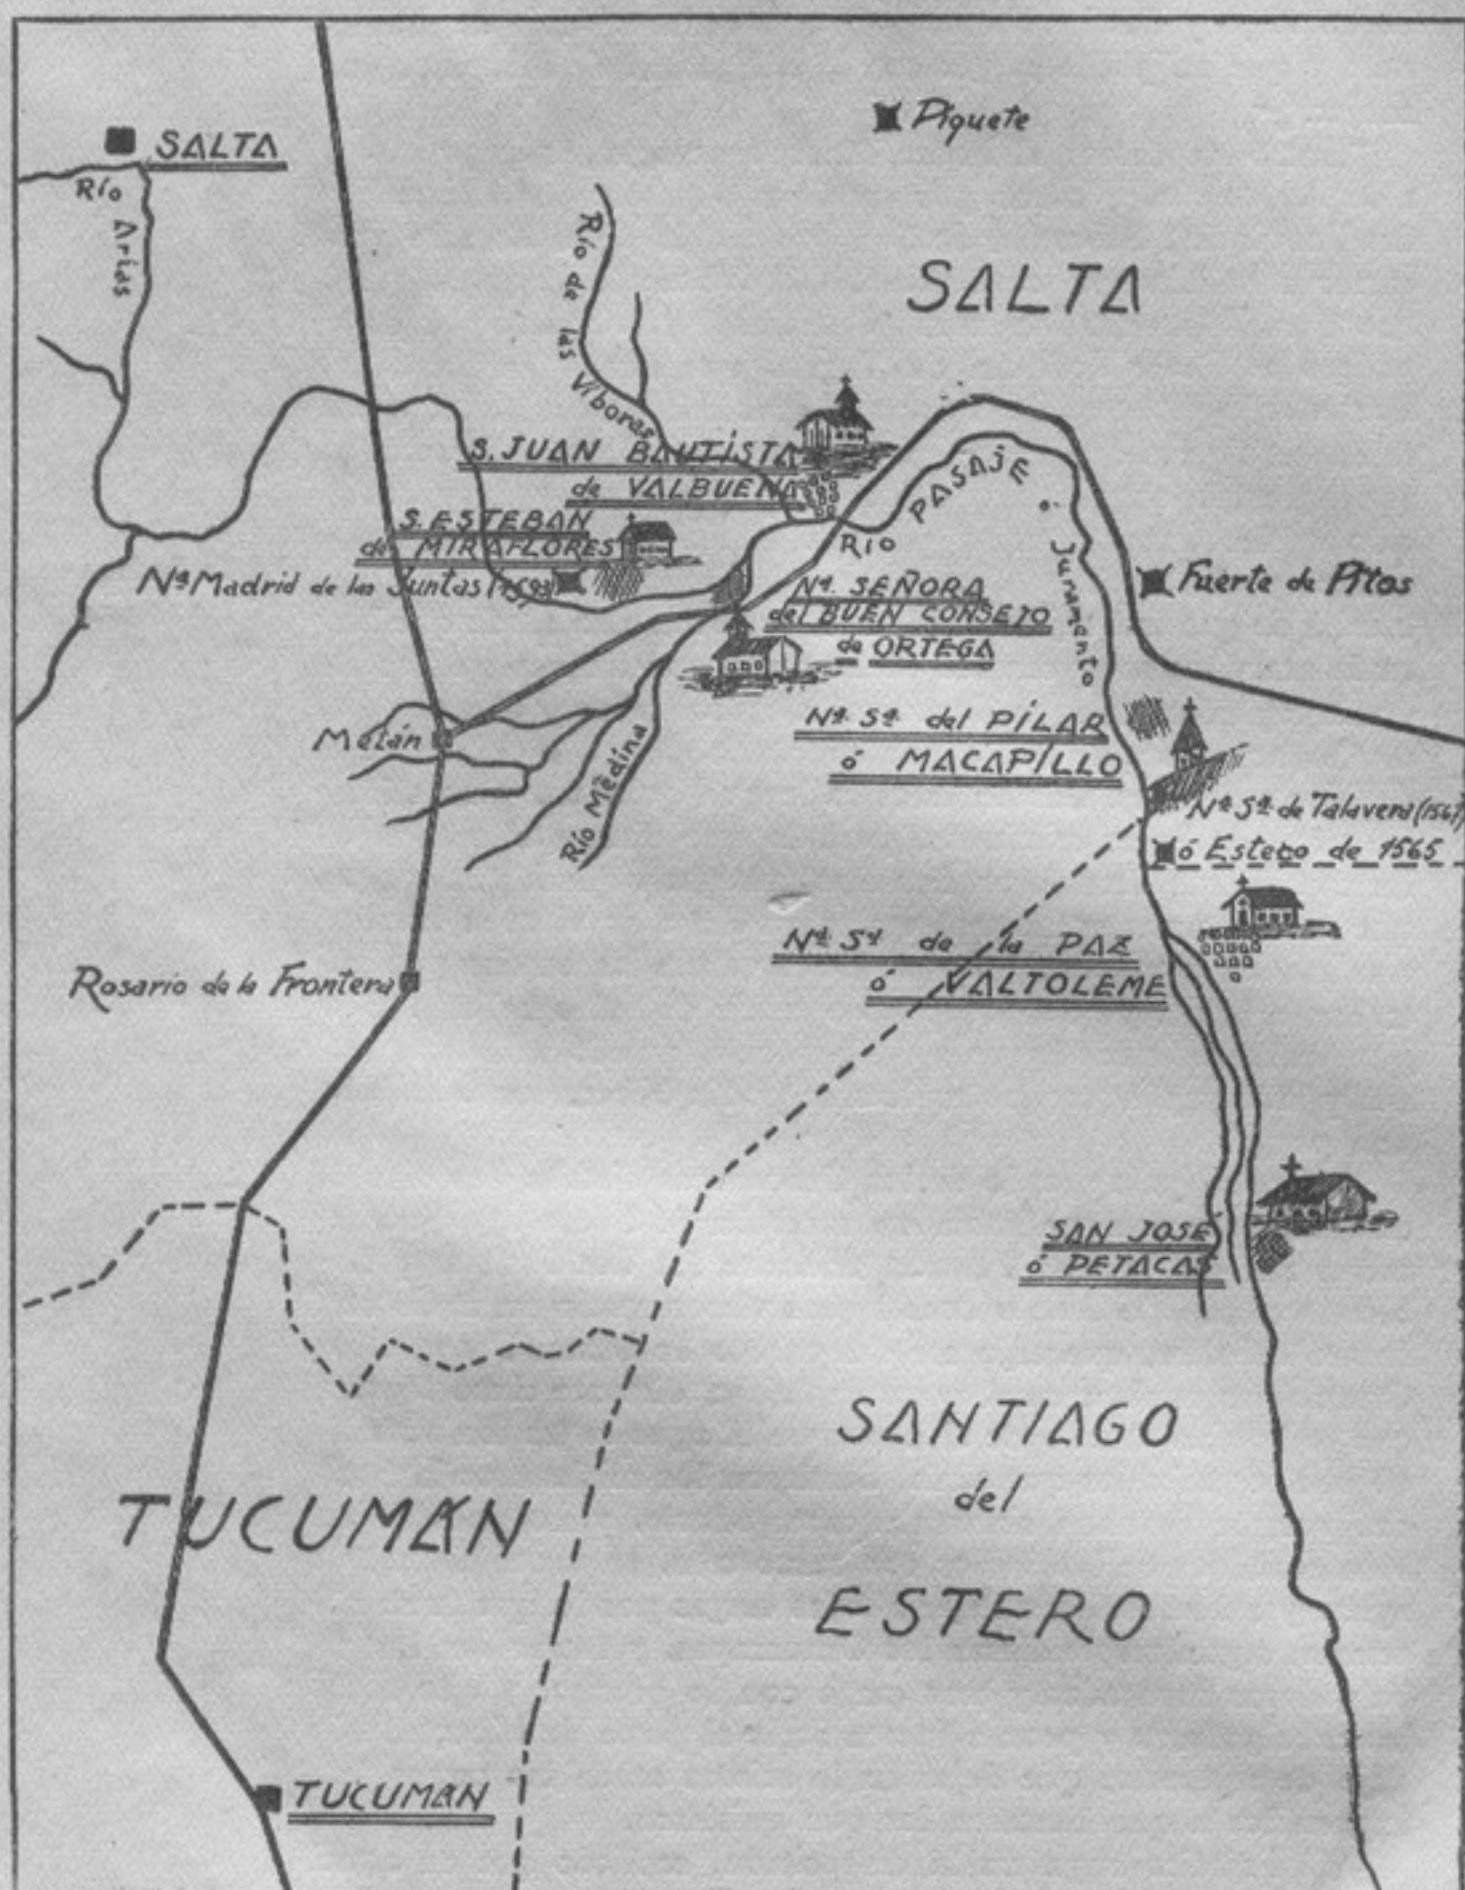 Piquete
SALTA
Río
Arias
Río de las Víboras
SALTA
S. JUAN BAUTISTA
de VALBUENA
S. ESTEBAN
de MIRAFLORES
RIO PASAJE
ó
Juramento
Nª Madrid de las Juntas
Fuerte de Pitos
Nª. SEÑORA
del BUEN CONSEJO
de ORTEGA
Metán
Río Medina
Nª. Sª. del PILAR
ó MACAPILLO
Nª Sª de Talavera (1567)
ó Esteco de 1565
Nª Sª de la PAZ
ó VALTOLEME
Rosario de la Frontera
SAN JOSE
ó PETACAS
SANTIAGO
del
ESTERO
TUCUMAN
TUCUMAN